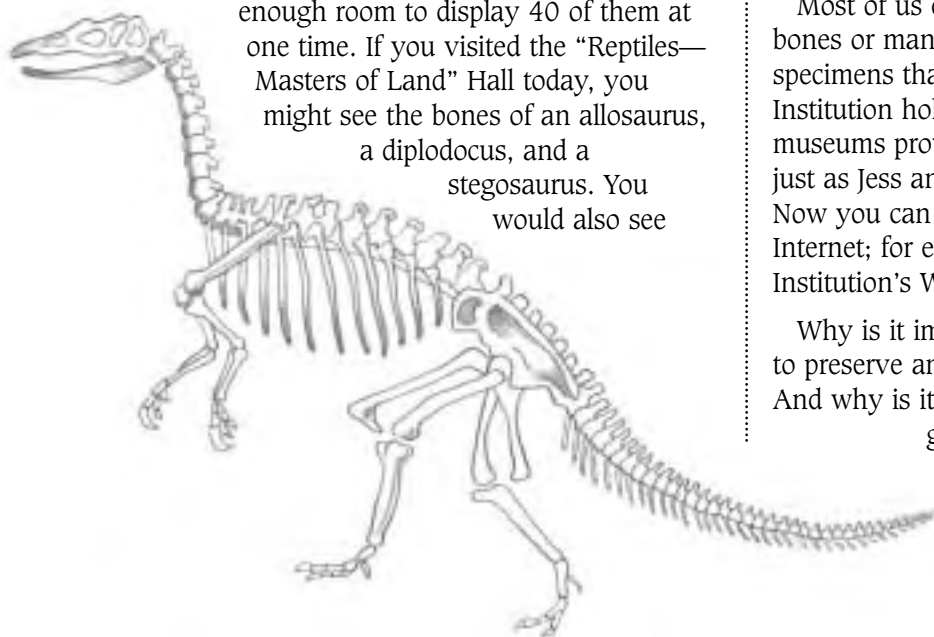 enough room to display 40 of them at
one time. If you visited the “Reptiles—
Masters of Land” Hall today, you
might see the bones of an allosaurus,
a diplodocus, and a
stegosaurus. You
would also see
Most of us
bones or man
specimens tha
Institution hol
museums prov
just as Jess an
Now you can
Internet; for e
Institution’s W
Why is it im
to preserve an
And why is it
g